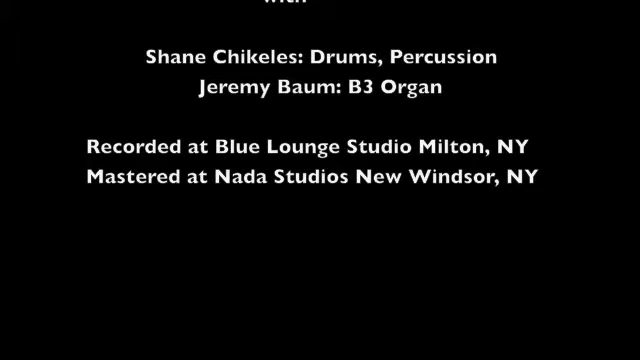 with
Shane Chikeles: Drums, Percussion
Jeremy Baum: B3 Organ
Recorded at Blue Lounge Studio Milton, NY
Mastered at Nada Studios New Windsor, NY